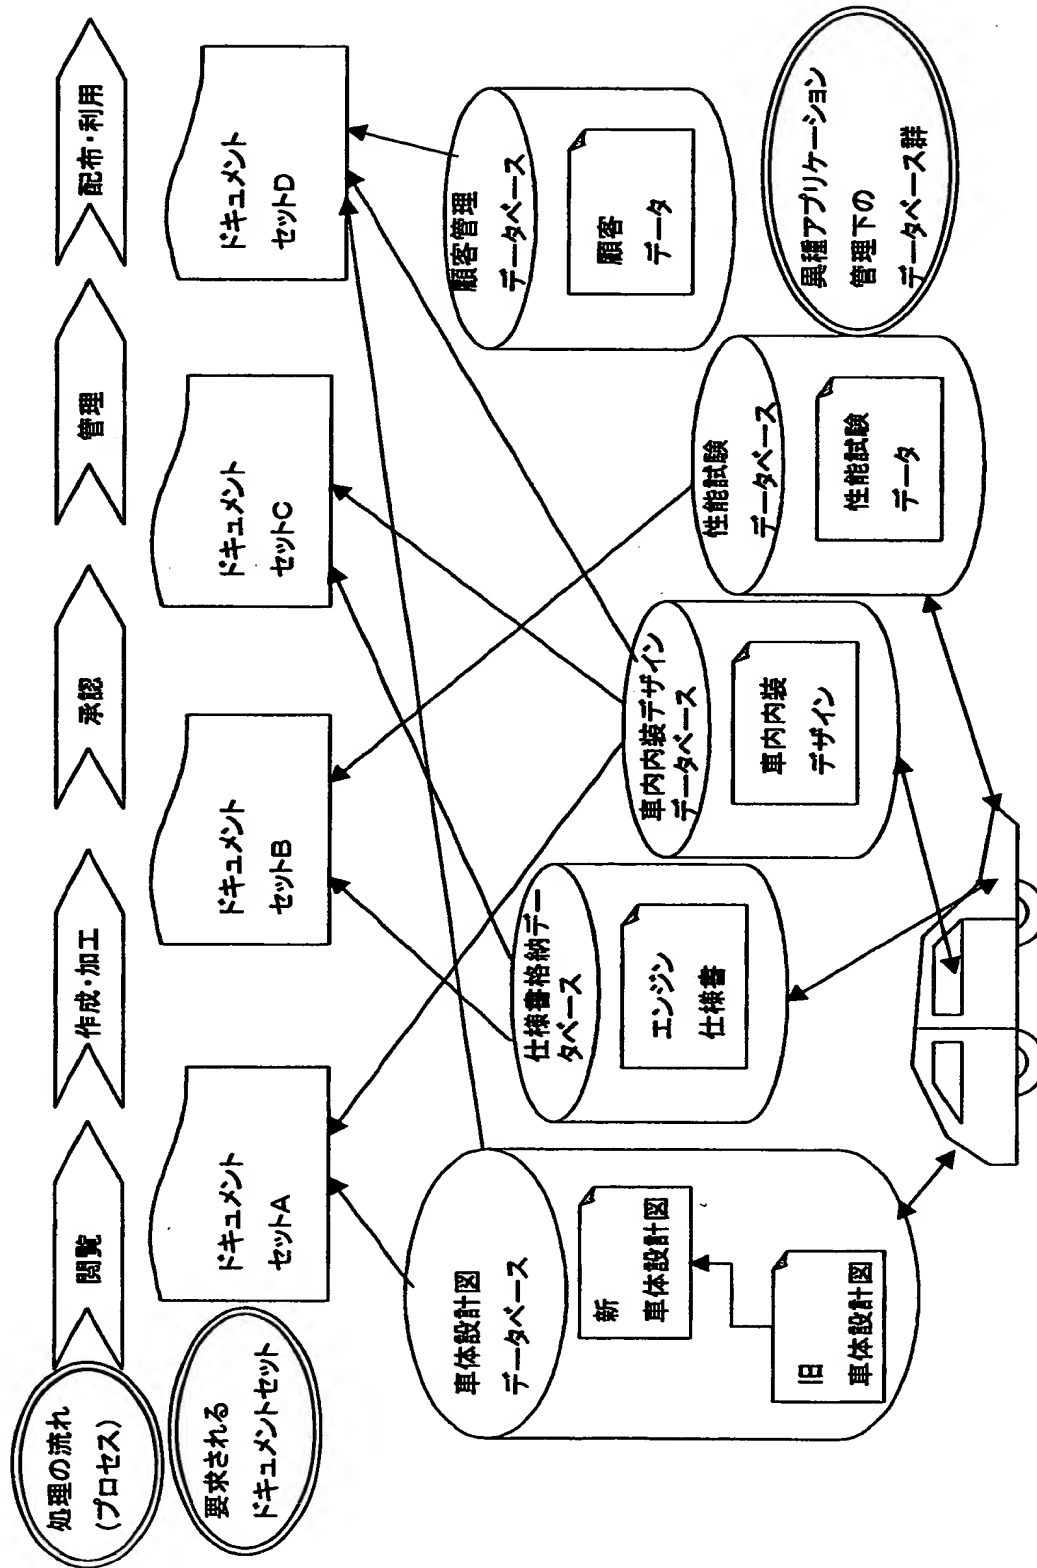 処理の流れ
(プロセス)
閲覧
作成・加工
承認
管理
配布・利用
要求される
ドキュメントセット
ドキュメント
セットA
ドキュメント
セットB
ドキュメント
セットC
ドキュメント
セットD
車体設計図
データベース
新
車体設計図
旧
車体設計図
仕様書格納デー
タベース
エンジン
仕様書
車内内装デザイン
データベース
車内内装
デザイン
性能試験
データベース
性能試験
データ
顧客管理
データベース
顧客
データ
異種アプリケーション
管理下の
データベース群